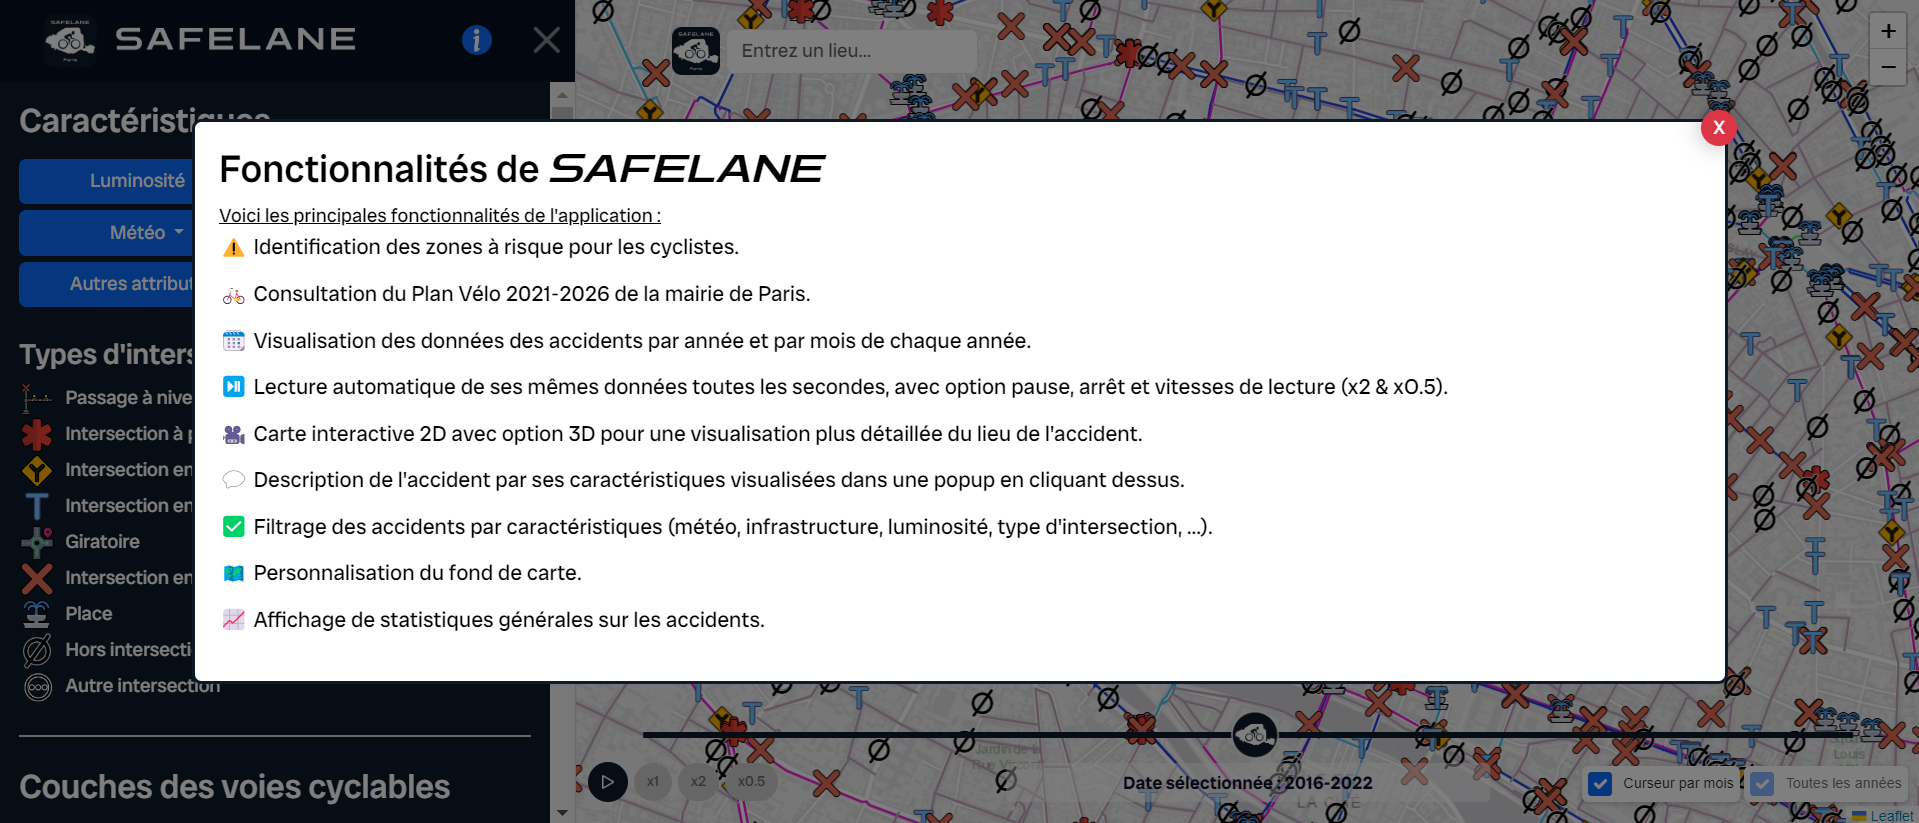 SAFELANE
SAFELANE
Paris
SAFELANE
i
Entrez un lieu...
+
−
Caractéristiques
Luminosité
Météo
Autres
Types d'inters
Passage à nive
Intersection à
Intersection en
Intersection en
Giratoire
Intersection en
Place
Hors intersecti
Autre intersection
Couches des voies cyclables
X
Fonctionnalités de SAFELANE
Voici les principales fonctionnalités de l'application :
Identification des zones à risque pour les cyclistes.
Consultation du Plan Vélo 2021-2026 de la mairie de Paris.
Visualisation des données des accidents par année et par mois de chaque année.
Lecture automatique de ses mêmes données toutes les secondes, avec option pause, arrêt et vitesses de lecture (x2 & x0.5).
Carte interactive 2D avec option 3D pour une visualisation plus détaillée du lieu de l'accident.
Description de l'accident par ses caractéristiques visualisées dans une popup en cliquant dessus.
Filtrage des accidents par caractéristiques (météo, infrastructure, luminosité, type d'intersection, ...).
Personnalisation du fond de carte.
Affichage de statistiques générales sur les accidents.
x1
x2
x0.5
Date sélectionnée : 2016-2022
Curseur par mois
Toutes les années
Jardin de la
Louis
Leaflet